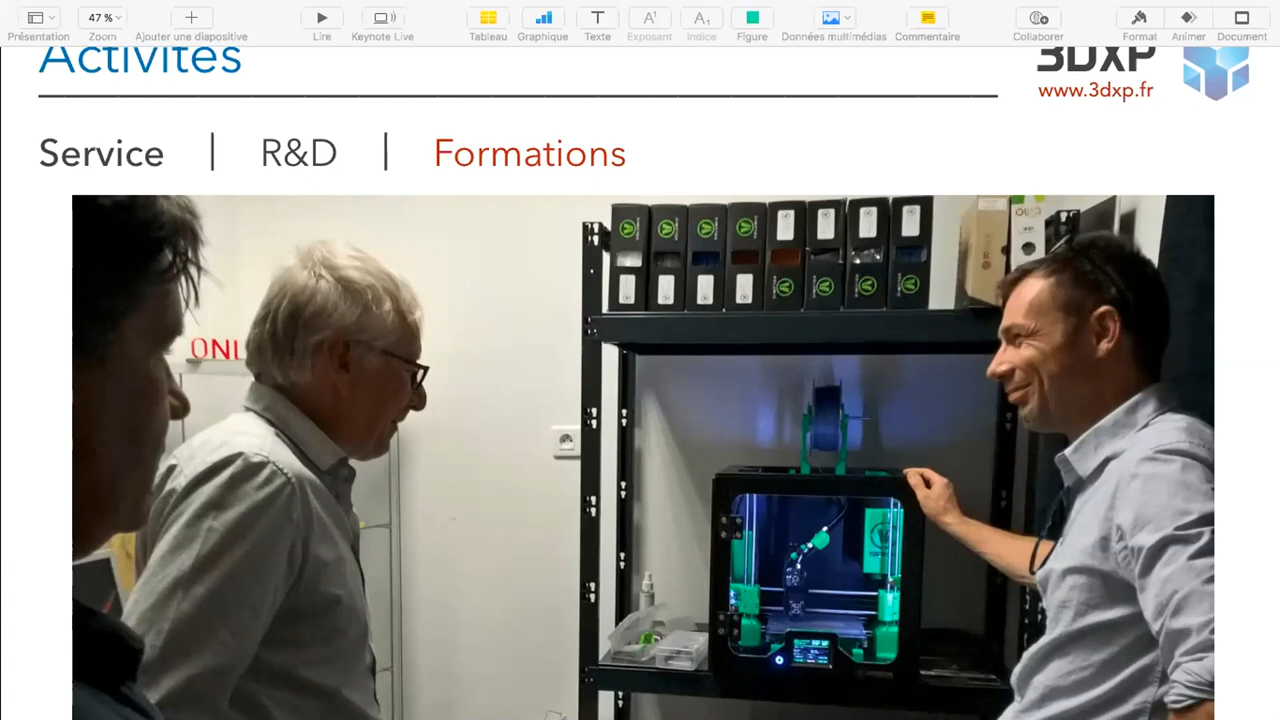 47 %
Présentation
Zoom
Ajouter une diapositive
Lire
Keynote Live
Tableau
Graphique
Texte
Exposant
Indice
Figure
Données multimédias
Commentaire
Collaborer
Format
Animer
Document
Activités
3DXP
www.3dxp.fr
Service | R&D | Formations
ONL